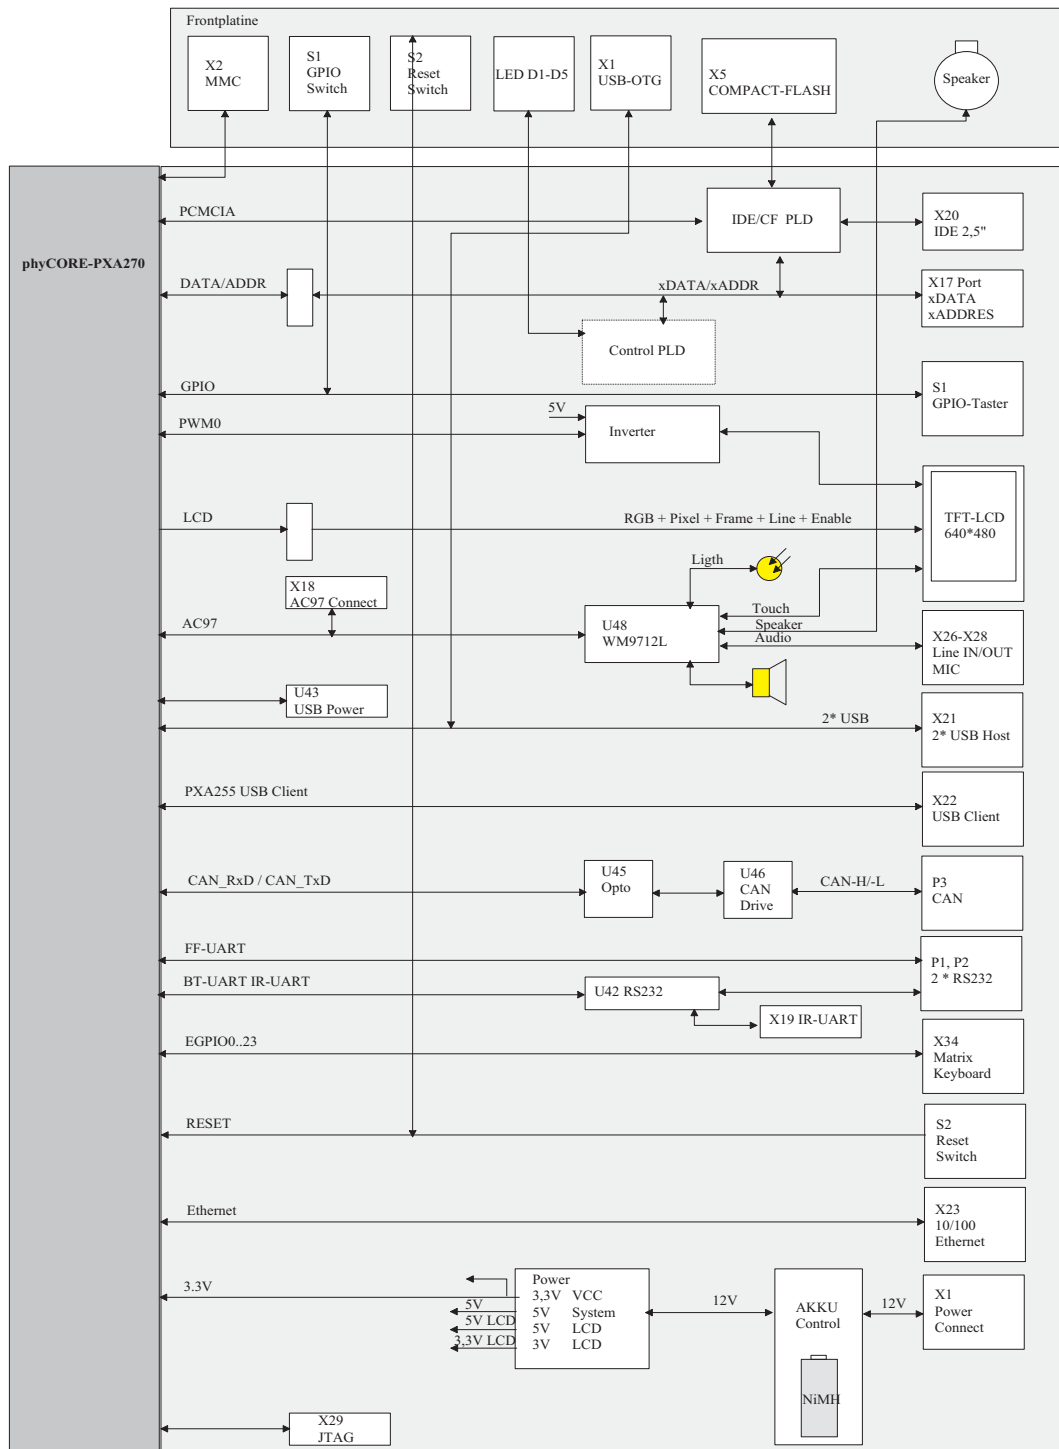 Frontplatine
X2
MMC
S1
GPIO
Switch
S2
Reset
Switch
LED D1-D5
X1
USB-OTG
X5
COMPACT-FLASH
Speaker
phyCORE-PXA270
PCMCIA
IDE/CF PLD
X20
IDE 2,5"
DATA/ADDR
xDATA/xADDR
X17 Port
xDATA
xADDRES
Control PLD
GPIO
S1
GPIO-Taster
5V
PWM0
Inverter
LCD
RGB + Pixel + Frame + Line + Enable
TFT-LCD
640*480
Ligth
X18
AC97 Connect
AC97
U48
WM9712L
Touch
Speaker
Audio
X26-X28
Line IN/OUT
MIC
U43
USB Power
2* USB
X21
2* USB Host
PXA255 USB Client
X22
USB Client
CAN_RxD / CAN_TxD
U45
Opto
U46
CAN
Drive
CAN-H/-L
P3
CAN
FF-UART
P1, P2
2 * RS232
BT-UART IR-UART
U42 RS232
X19 IR-UART
EGPIO0..23
X34
Matrix
Keyboard
RESET
S2
Reset
Switch
Ethernet
X23
10/100
Ethernet
3.3V
5V
5V LCD
3,3V LCD
Power
3,3V VCC
5V System
5V LCD
3V LCD
12V
AKKU
Control
NiMH
12V
X1
Power
Connect
X29
JTAG